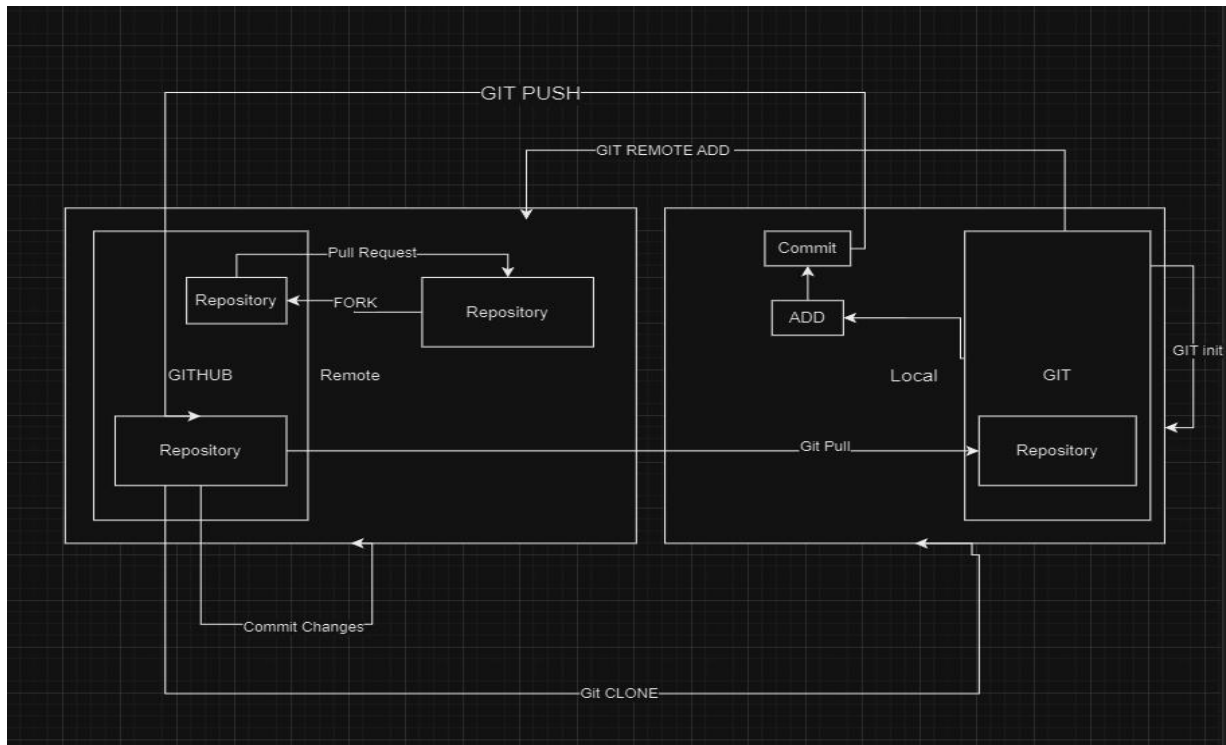 GIT PUSH
GIT REMOTE ADD
Pull Request
Commit
Repository
FORK
Repository
ADD
GIT init
GITHUB
Remote
Local
GIT
Repository
Git Pull
Repository
Commit Changes
Git CLONE